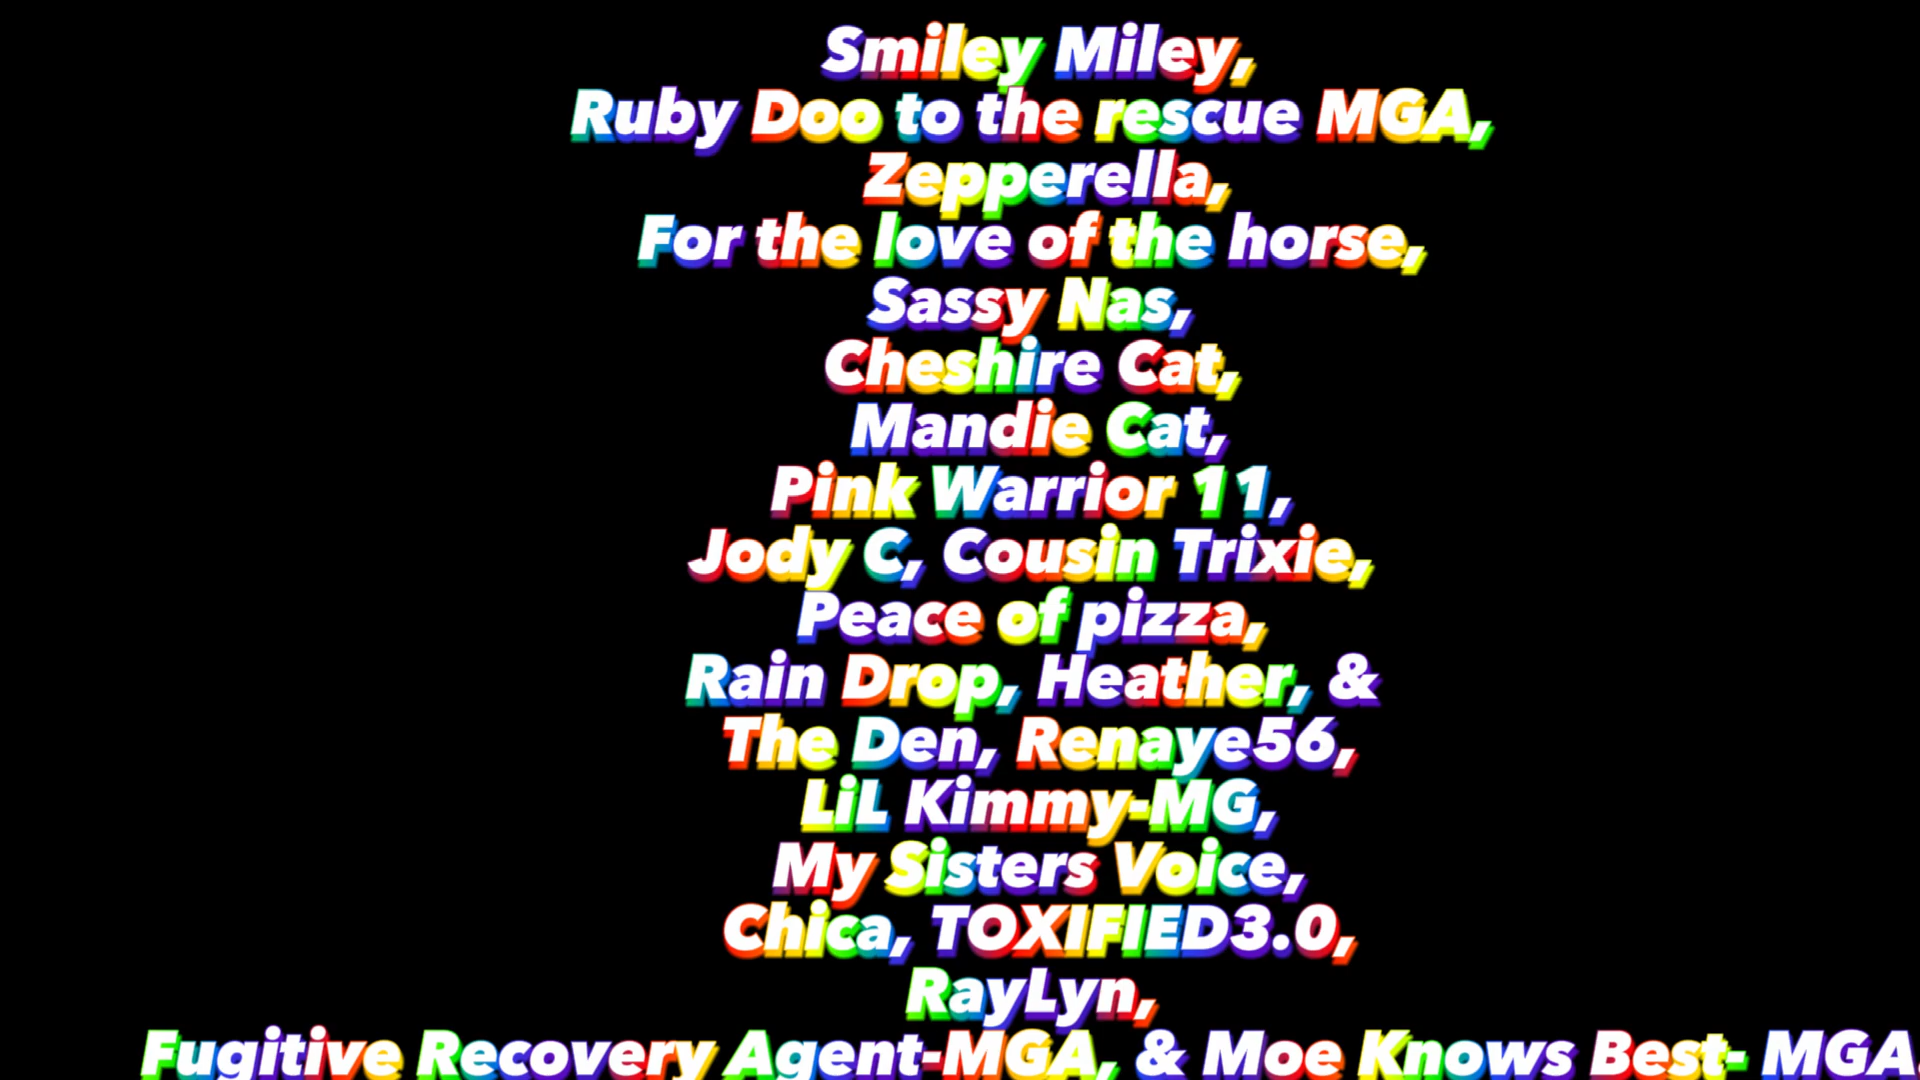 Smiley Miley,
Ruby Doo to the rescue MGA,
Zepperella,
For the love of the horse,
Sassy Nas,
Cheshire Cat,
Mandie Cat,
Pink Warrior 11,
Jody C, Cousin Trixie,
Peace of pizza,
Rain Drop, Heather, &
The Den, Renaye56,
LiL Kimmy-MG,
My Sisters Voice,
Chica, TOXIFIED3.0,
RayLyn,
Fugitive Recovery Agent-MGA, & Moe Knows Best- MGA